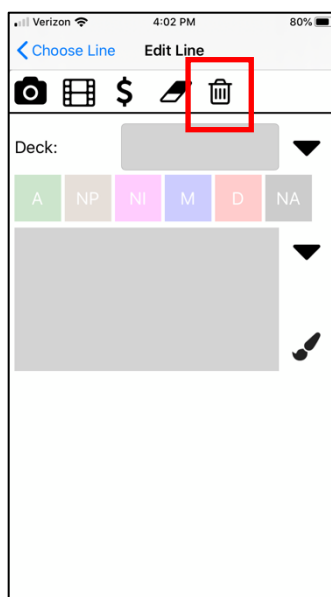 Verizon 4:02 PM 80%
Choose Line Edit Line
$
Deck:
A NP NI M D NA